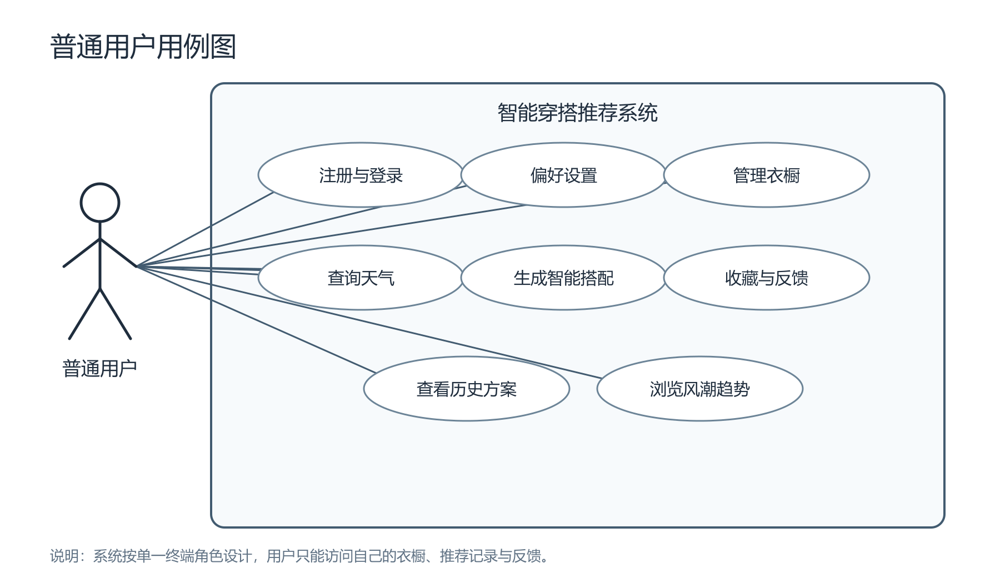 普通用户用例图
智能穿搭推荐系统
注册与登录
偏好设置
管理衣橱
查询天气
生成智能搭配
收藏与反馈
查看历史方案
浏览风潮趋势
普通用户
说明：系统按单一终端角色设计，用户只能访问自己的衣橱、推荐记录与反馈。